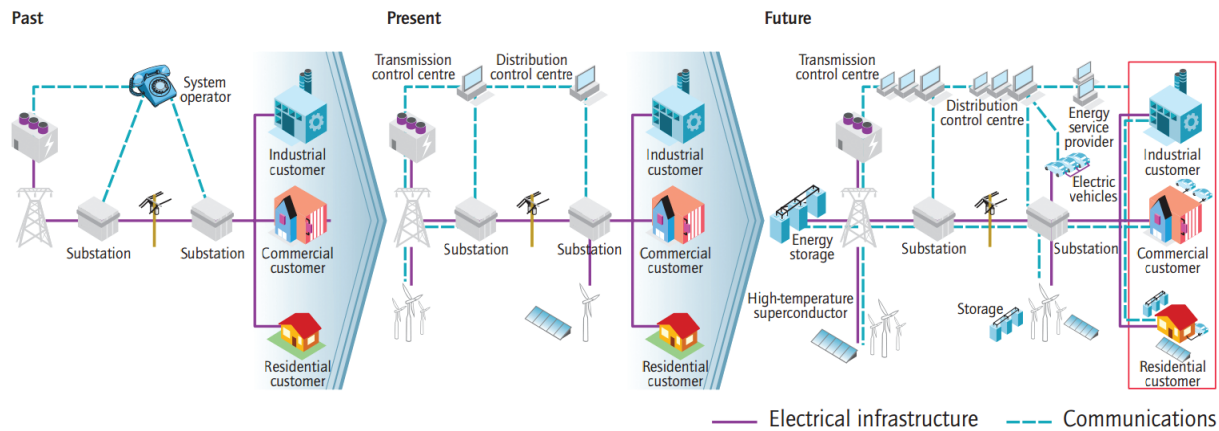 Past
System
operator
Substation
Substation
Industrial
customer
Commercial
customer
Residential
customer
Present
Transmission
control centre
Distribution
control centre
Substation
Substation
Industrial
customer
Commercial
customer
Residential
customer
Future
Transmission
control centre
Distribution
control centre
Energy
service
provider
Electric
vehicles
Energy
storage
Substation
Substation
High-temperature
superconductor
Storage
Industrial
customer
Commercial
customer
Residential
customer
Electrical infrastructure
Communications